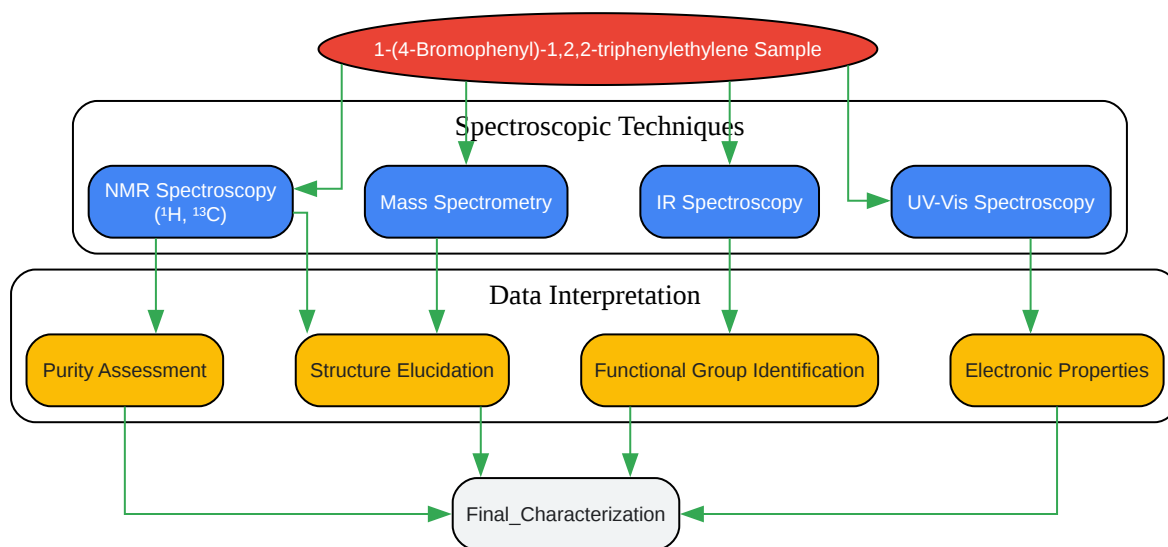 1-(4-Bromophenyl)-1,2,2-triphenylethylene Sample
Spectroscopic Techniques
NMR Spectroscopy
(¹H, ¹³C)
Mass Spectrometry
IR Spectroscopy
UV-Vis Spectroscopy
Data Interpretation
Purity Assessment
Structure Elucidation
Functional Group Identification
Electronic Properties
Final_Characterization